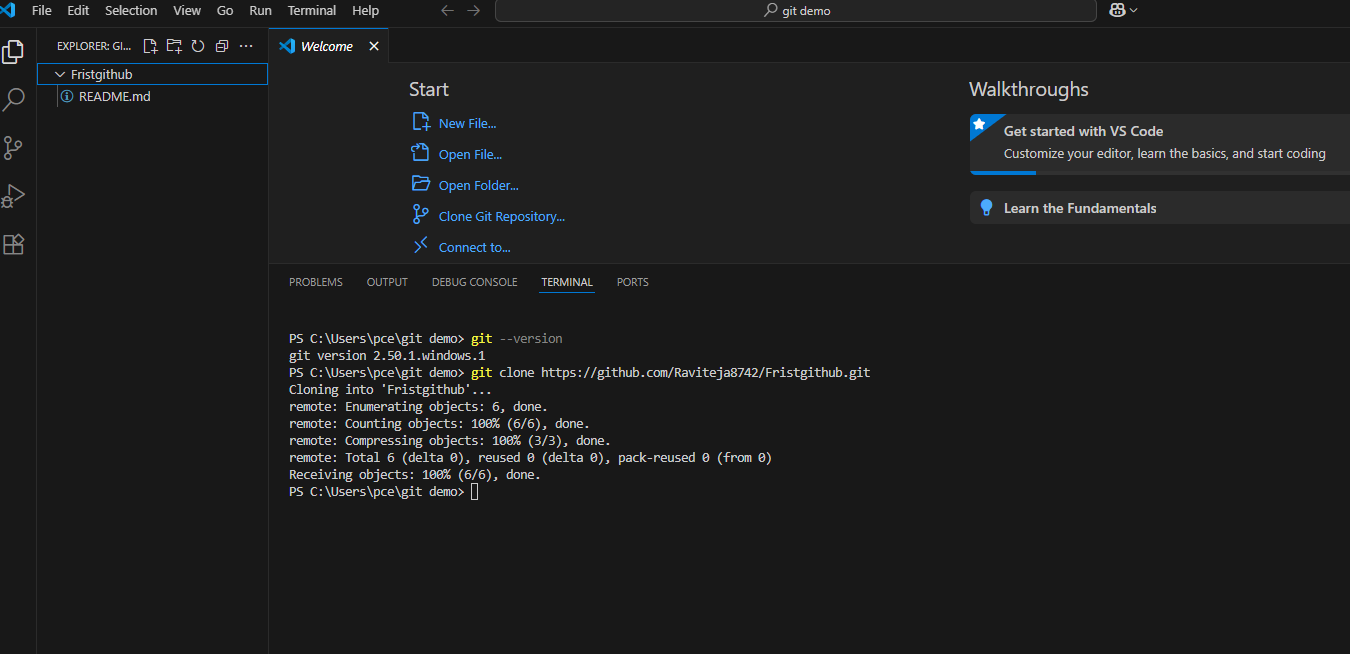 File Edit Selection View Go Run Terminal Help
git demo
EXPLORER: GI...
Welcome
Fristgithub
README.md
Start
New File...
Open File...
Open Folder...
Clone Git Repository...
Connect to...
Walkthroughs
Get started with VS Code
Customize your editor, learn the basics, and start coding
Learn the Fundamentals
PROBLEMS OUTPUT DEBUG CONSOLE TERMINAL PORTS
PS C:\Users\pce\git demo> git --version
git version 2.50.1.windows.1
PS C:\Users\pce\git demo> git clone https://github.com/Raviteja8742/Fristgithub.git
Cloning into 'Fristgithub'...
remote: Enumerating objects: 6, done.
remote: Counting objects: 100% (6/6), done.
remote: Compressing objects: 100% (3/3), done.
remote: Total 6 (delta 0), reused 0 (delta 0), pack-reused 0 (from 0)
Receiving objects: 100% (6/6), done.
PS C:\Users\pce\git demo>